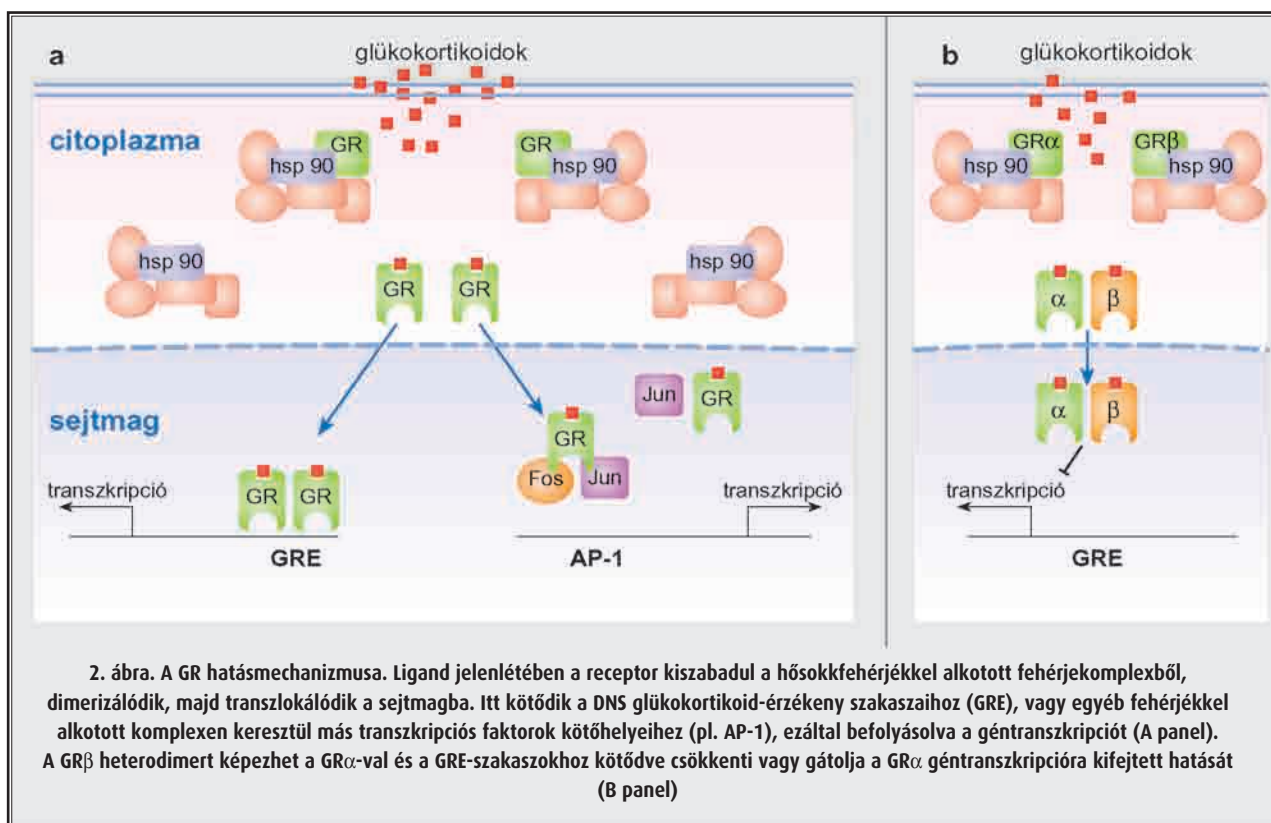 a
glükokortikoidok
citoplazma
GR
hsp 90
GR
hsp 90
hsp 90
GR
GR
hsp 90
sejtmag
Jun
GR
GR
Fos
Jun
transzkripció
GR
GR
GRE
transzkripció
AP-1
b
glükokortikoidok
GRα
hsp 90
GRβ
hsp 90
α
β
α
β
transzkripció
GRE
2. ábra. A GR hatásmechanizmusa. Ligand jelenlétében a receptor kiszabadul a hősokkfehérjékkel alkotott fehérjekomplexből,
dimerizálódik, majd transzlokálódik a sejtmagba. Itt kötődik a DNS glükokortikoid-érzékeny szakaszaihoz (GRE), vagy egyéb fehérjékkel
alkotott komplexen keresztül más transzkripciós faktorok kötőhelyeihez (pl. AP-1), ezáltal befolyásolva a géntranszkripciót (A panel).
A GRβ heterodimert képezhet a GRα-val és a GRE-szakaszokhoz kötődve csökkenti vagy gátolja a GRα géntranszkripcióra kifejtett hatását
(B panel)